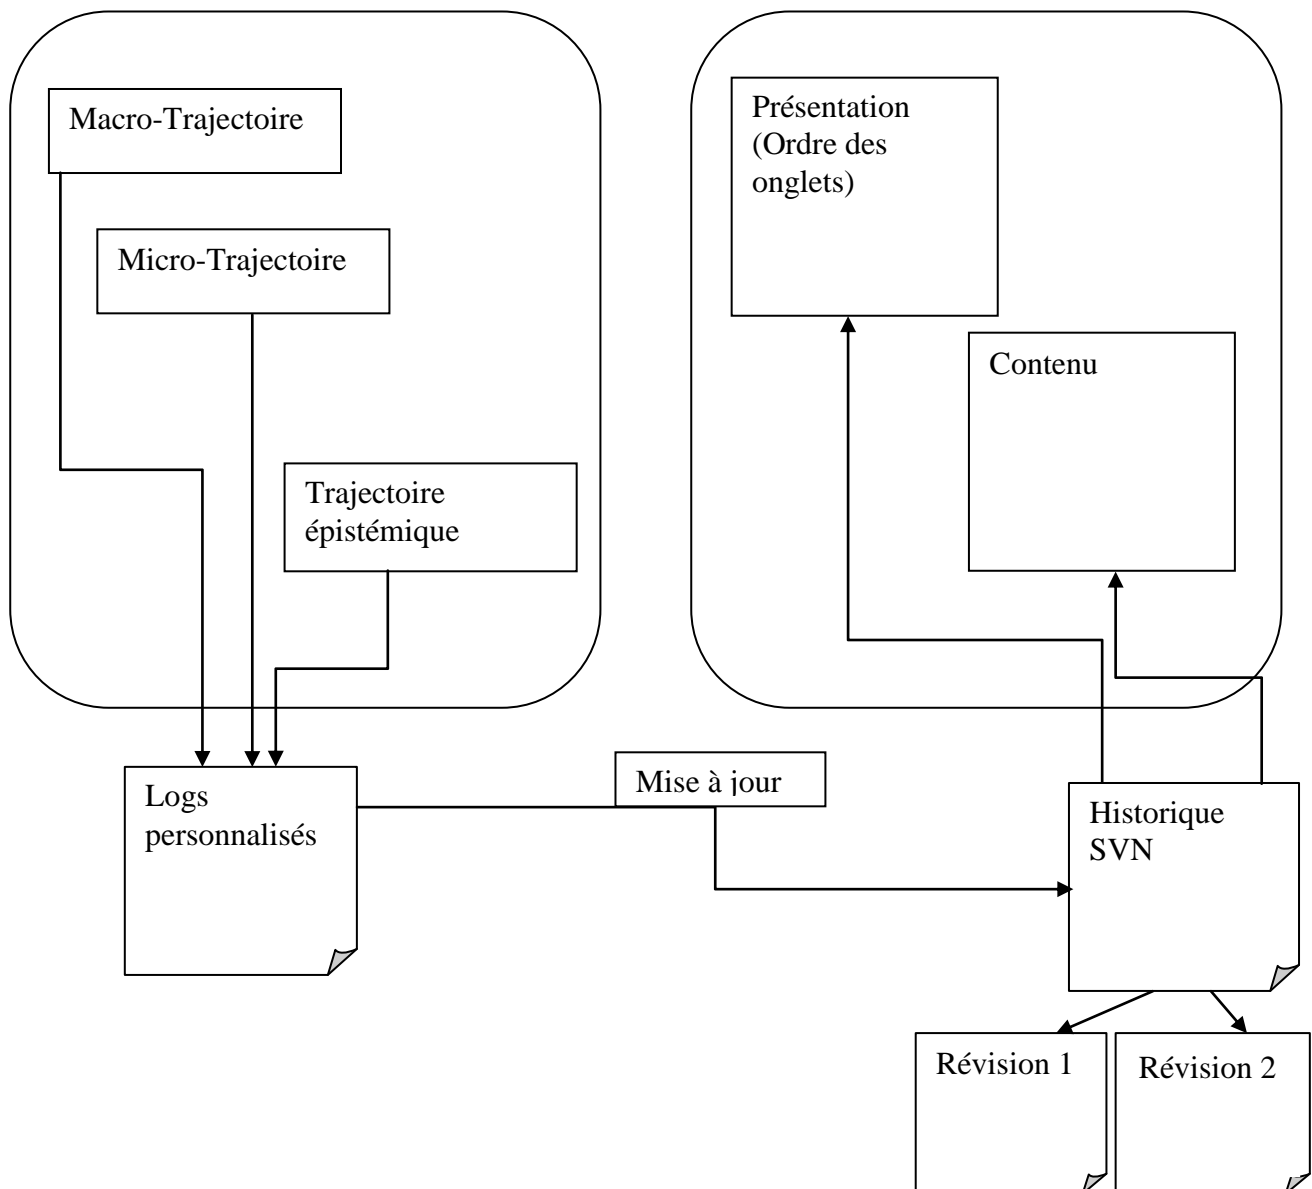 Macro-Trajectoire
Micro-Trajectoire
Trajectoire
épistémique
Présentation
(Ordre des
onglets)
Contenu
Logs
personnalisés
Mise à jour
Historique
SVN
Révision 1
Révision 2